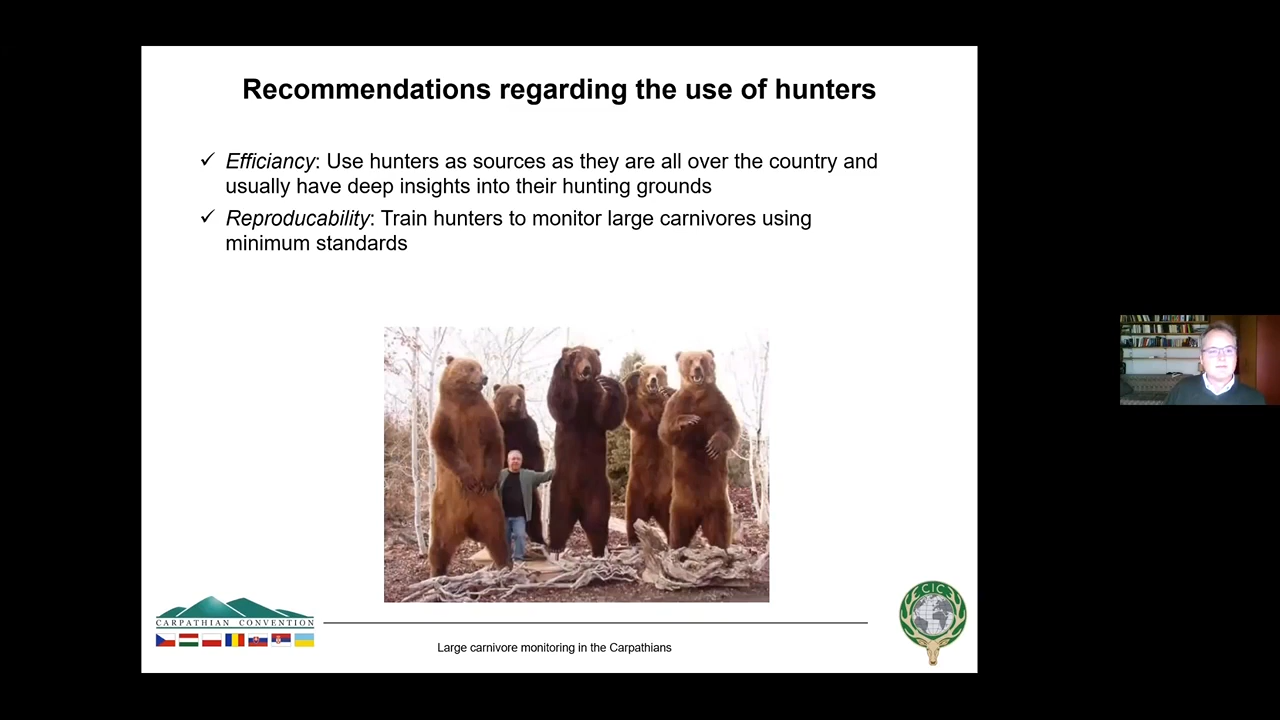 Recommendations regarding the use of hunters
✓ Efficiancy: Use hunters as sources as they are all over the country and
usually have deep insights into their hunting grounds
✓ Reproducability: Train hunters to monitor large carnivores using
minimum standards
CARPATHIAN CONVENTION
Large carnivore monitoring in the Carpathians
CIC